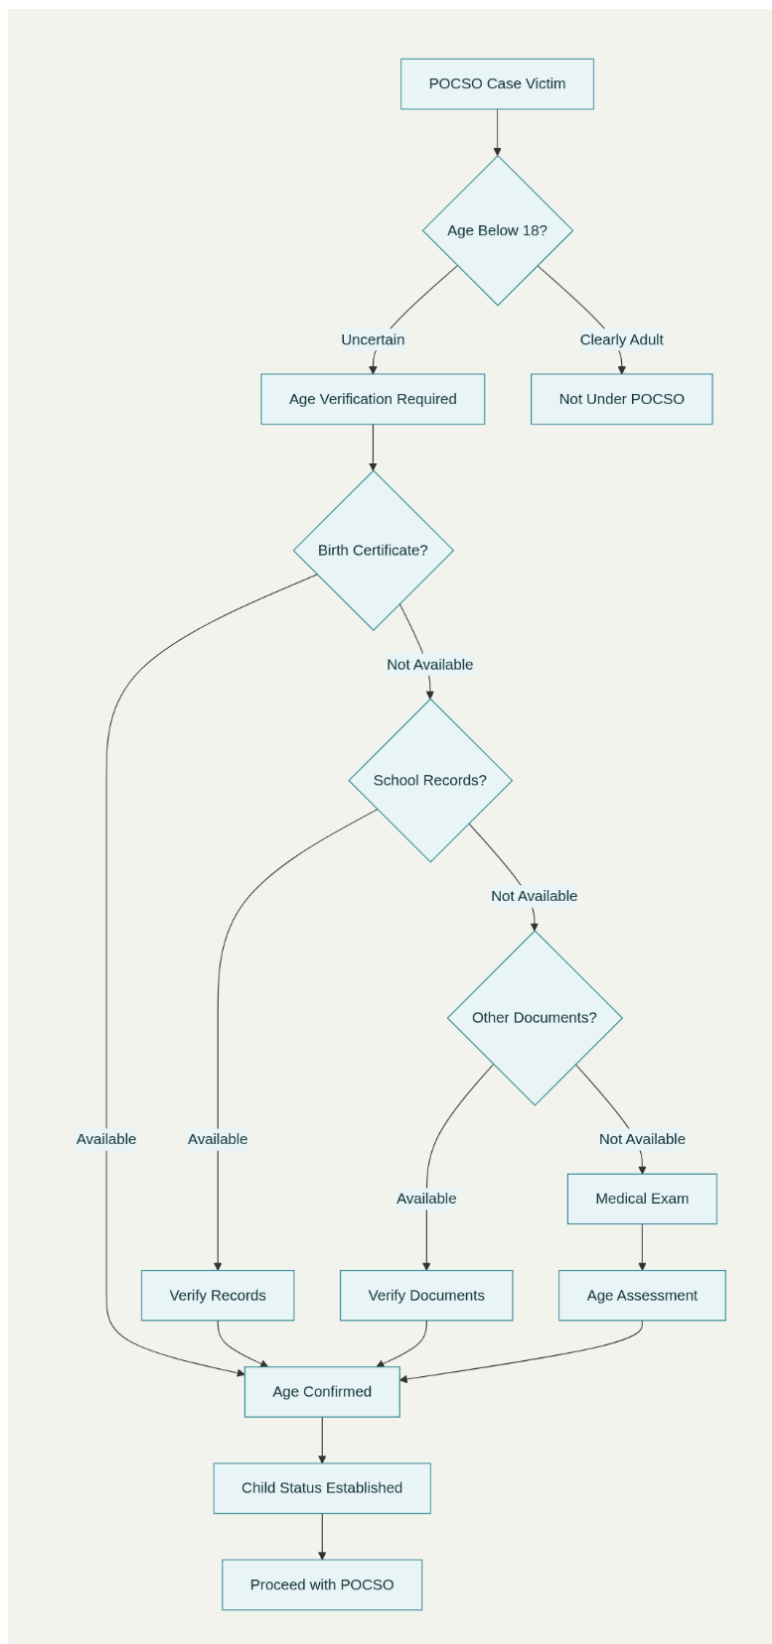 POCSO Case Victim
Age Below 18?
Uncertain
Clearly Adult
Age Verification Required
Not Under POCSO
Birth Certificate?
Not Available
School Records?
Not Available
Other Documents?
Available
Available
Not Available
Available
Medical Exam
Verify Records
Verify Documents
Age Assessment
Age Confirmed
Child Status Established
Proceed with POCSO